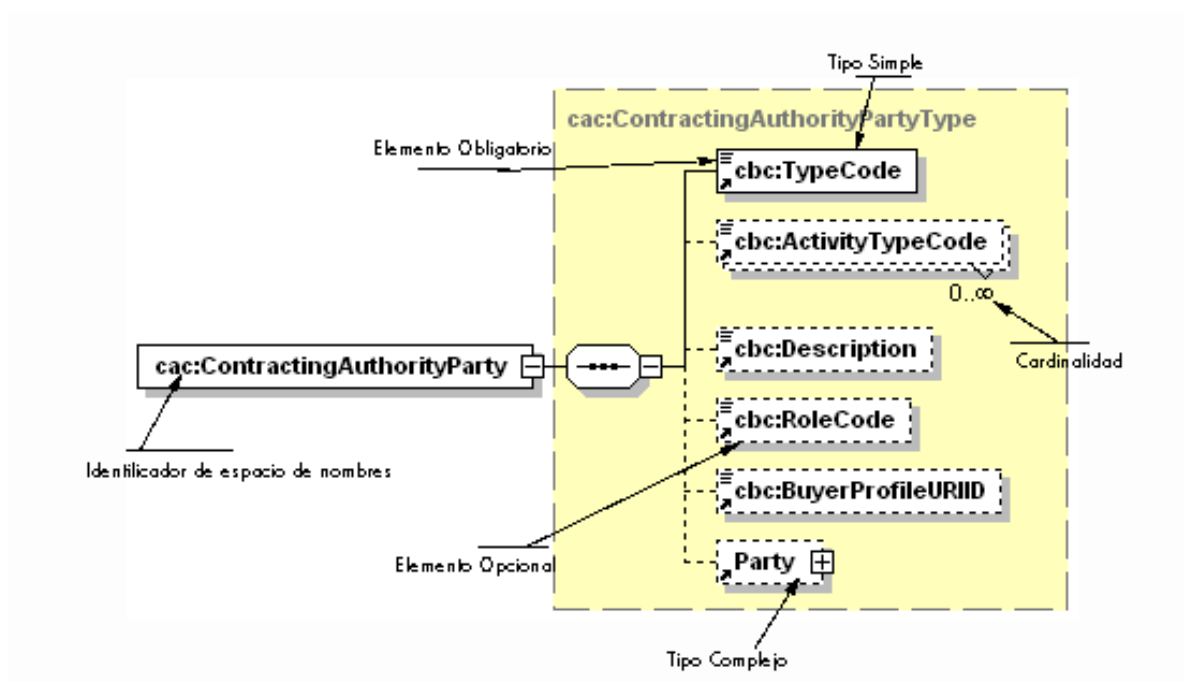 Tipo Simple
cac:ContractingAuthorityPartyType
Elemento Obligatorio
cbc:TypeCode
cbc:ActivityTypeCode
0..∞
Cardinalidad
cbc:Description
cac:ContractingAuthorityParty
cbc:RoleCode
Identificador de espacio de nombres
cbc:BuyerProfileURIID
Elemento Opcional
Party
Tipo Complejo